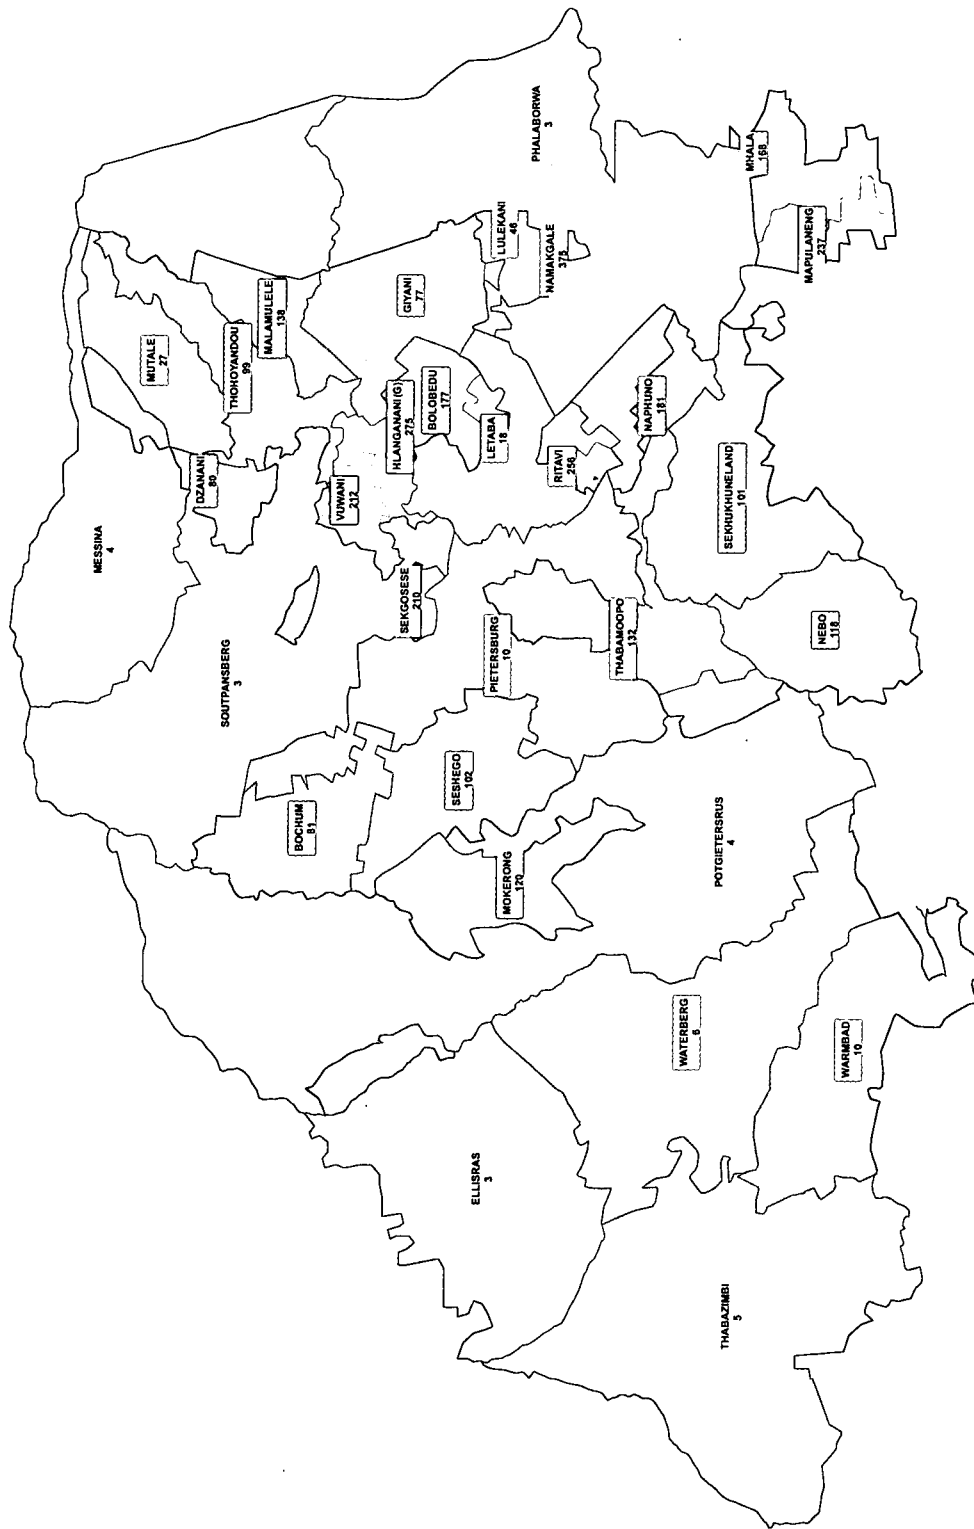 MESSINA
4
MUTALE
27
DZANANI
80
SOUTPANSBERG
3
THOHOYANDOU
99
MALAMULELE
138
BOCHUM
81
VUWANI
212
HLANGANANI (G)
275
SEKGOSESE
210
GIYANI
77
BOLOBEDU
177
SESHEGO
102
ELLISRAS
3
PIETERSBURG
10
LETABA
18
LULEKANI
46
MOKERONG
120
PHALABORWA
3
NAMAKGALE
375
RITAVI
256
THABAMOOPO
132
NAPHUNO
181
WATERBERG
6
POTGIETERSRUS
4
THABAZIMBI
5
SEKHUKHUNELAND
101
MHALA
168
MAPULANENG
237
NEBO
118
WARMBAD
10